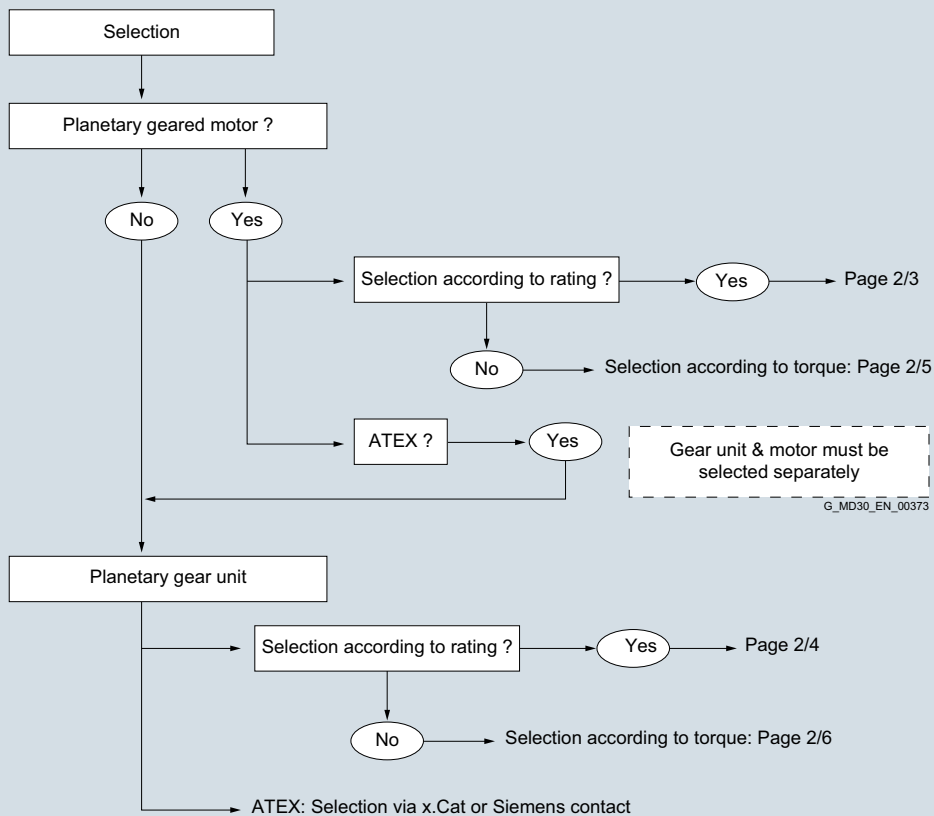 Selection
Planetary geared motor ?
No
Yes
Selection according to rating ?
Yes
Page 2/3
No
Selection according to torque: Page 2/5
ATEX ?
Yes
Gear unit & motor must be
selected separately
G_MD30_EN_00373
Planetary gear unit
Selection according to rating ?
Yes
Page 2/4
No
Selection according to torque: Page 2/6
ATEX: Selection via x.Cat or Siemens contact